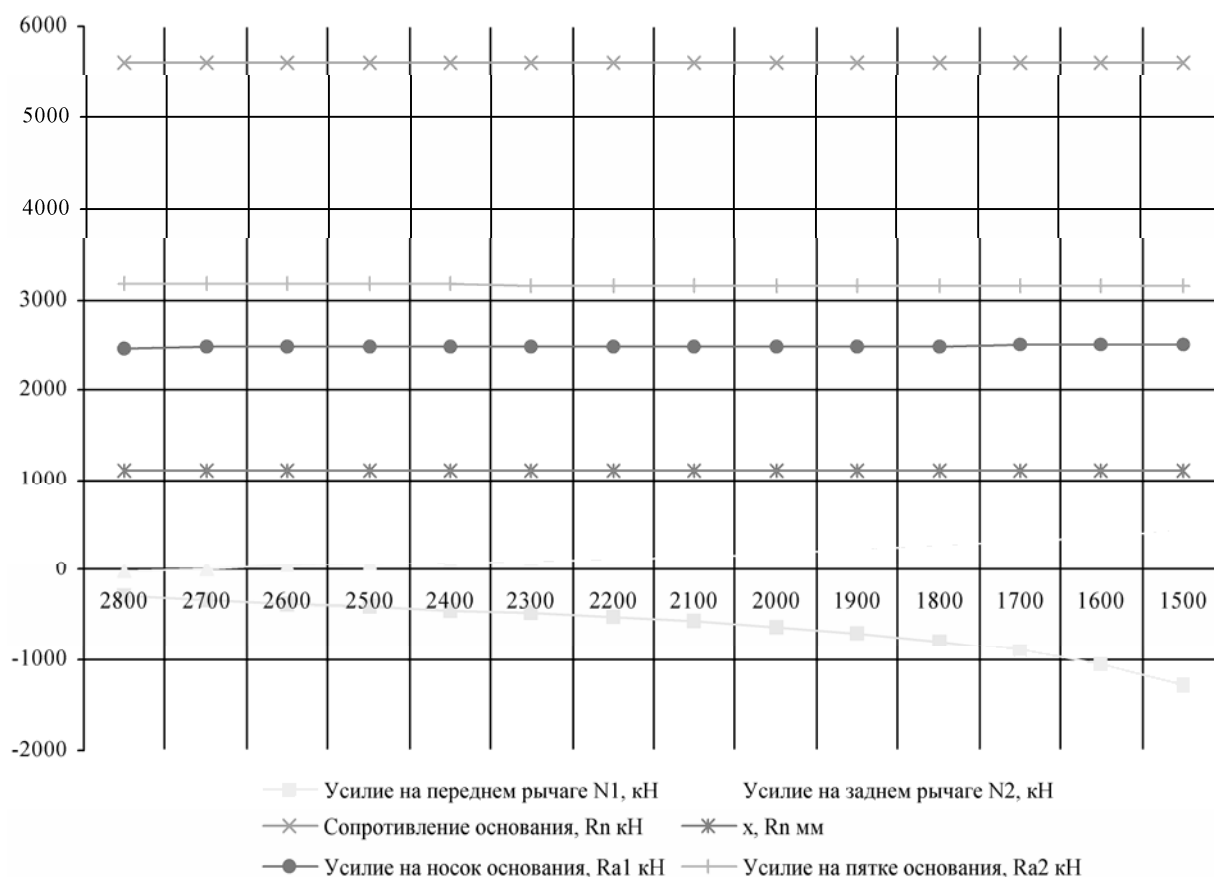 6000
5000
4000
3000
2000
1000
0
2800 2700 2600 2500 2400 2300 2200 2100 2000 1900 1800 1700 1600 1500
-1000
-2000
Усилие на переднем рычаге N1, кН Усилие на заднем рычаге N2, кН
Сопротивление основания, Rn кН х, Rn мм
Усилие на носок основания, Ra1 кН Усилие на пятке основания, Ra2 кН